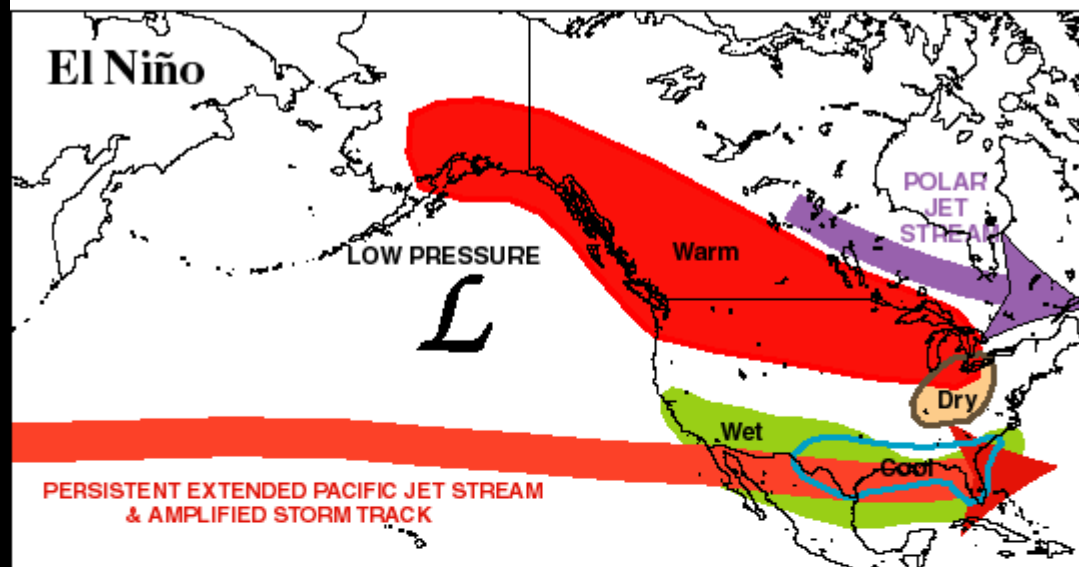 El Niño
POLAR
JET
STREAM
LOW PRESSURE
Warm
L
Dry
Wet
Cool
PERSISTENT EXTENDED PACIFIC JET STREAM
& AMPLIFIED STORM TRACK